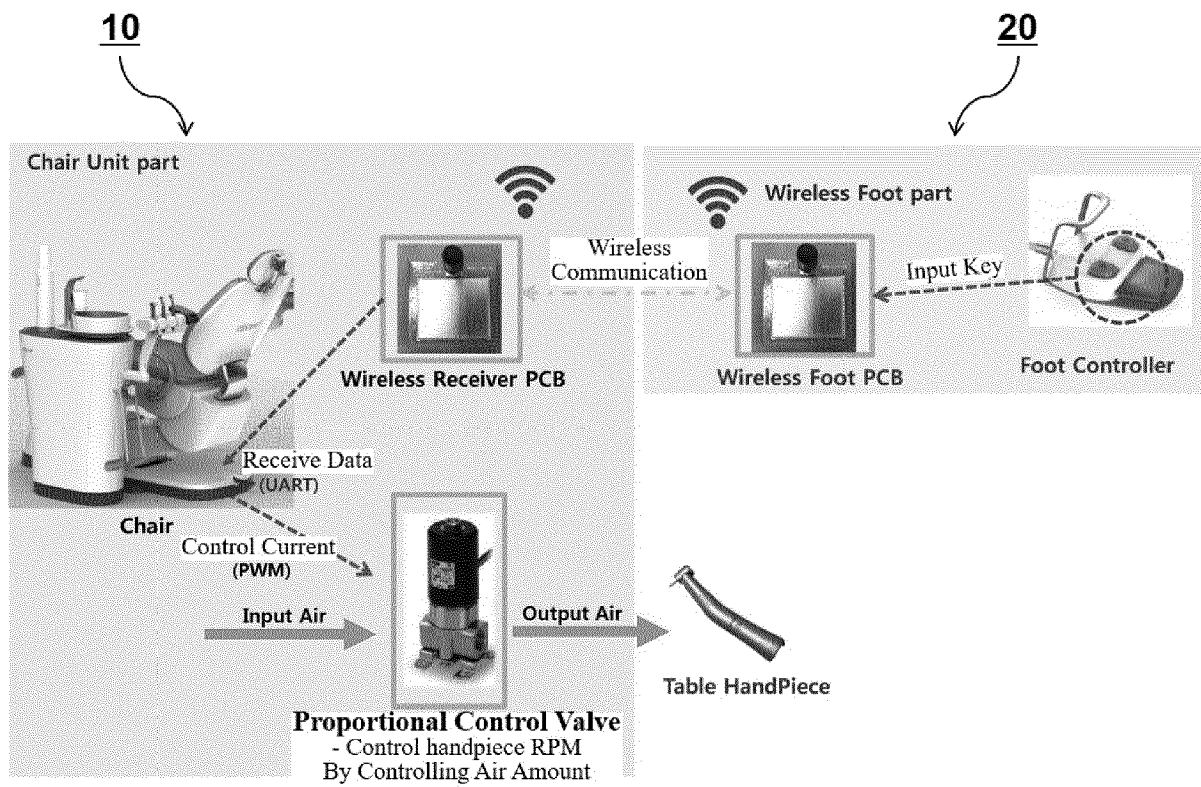 10
20
Chair Unit part
Wireless Foot part
Wireless
Communication
Input Key
Wireless Receiver PCB
Wireless Foot PCB
Foot Controller
Receive Data
(UART)
Chair
Control Current
(PWM)
Input Air
Output Air
Table HandPiece
Proportional Control Valve
- Control handpiece RPM
By Controlling Air Amount